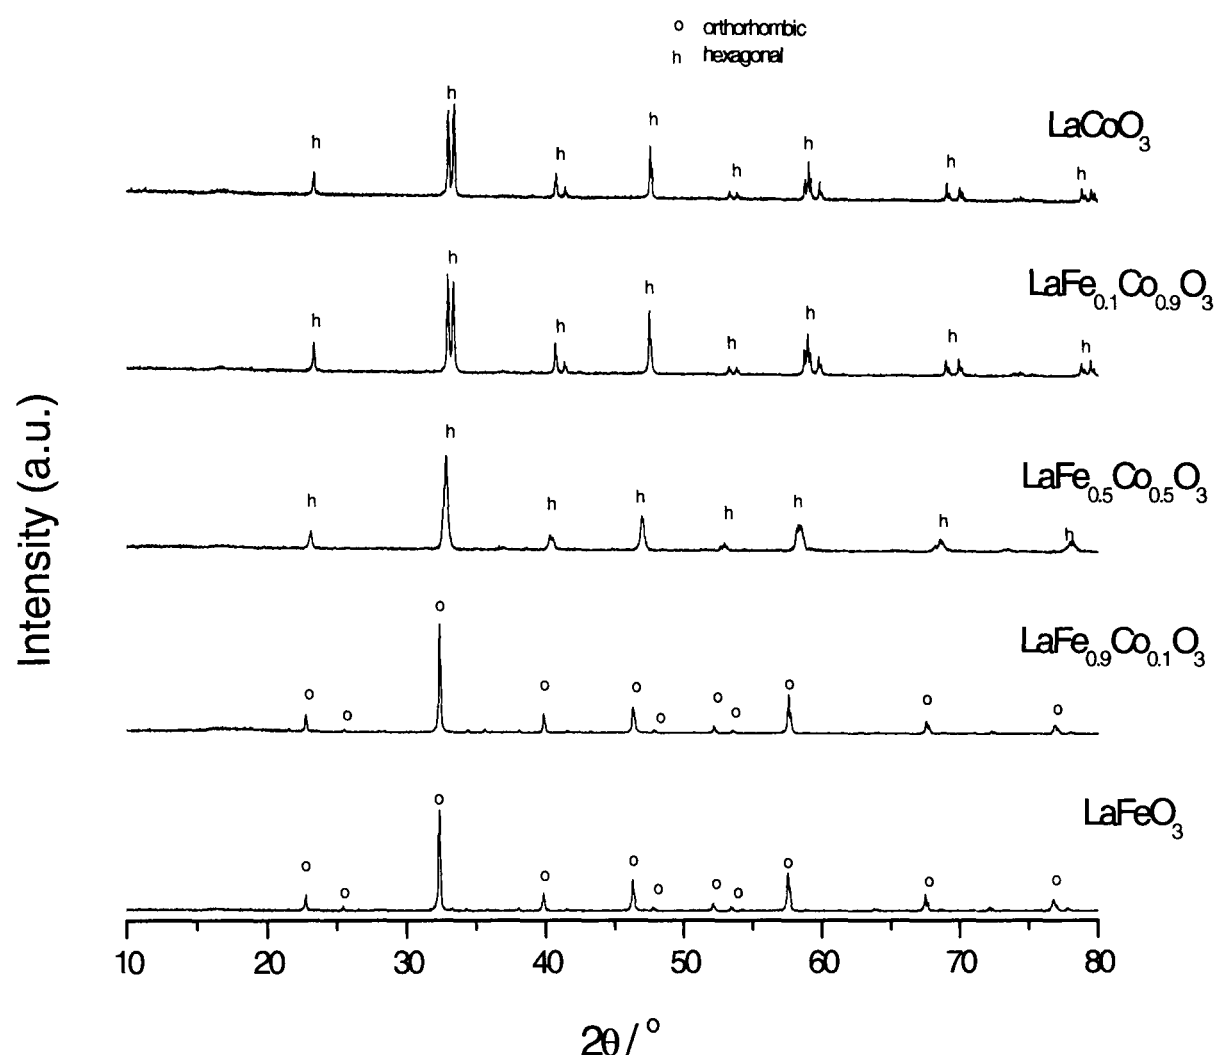 o orthorhombic
h hexagonal
h h h h h h h h
LaCoO3
h h h h h h h h
LaFe0.1Co0.9O3
h h h h h h h h
LaFe0.5Co0.5O3
o o o o o o o o o o o
LaFe0.9Co0.1O3
o o o o o o o o o o o
LaFeO3
Intensity (a.u.)
10 20 30 40 50 60 70 80
2θ/°